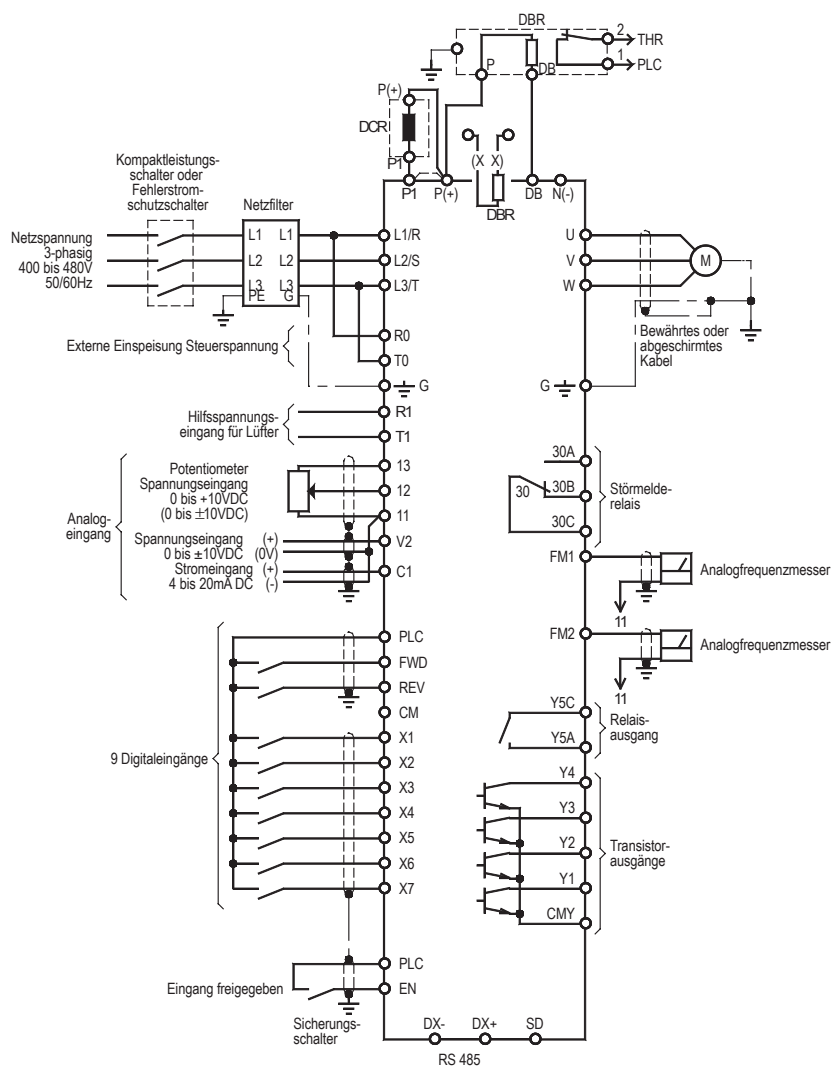 DBR
2
THR
1
PLC
P
DB
P(+)
DCR
P1
(X X)
P1
P(+)
DBR
DB
N(-)
Kompaktleistungs-
schalter oder
Fehlerstrom-
schutzschalter
Netzfilter
Netzspannung
3-phasig
400 bis 480V
50/60Hz
L1 L1
L2 L2
L3 L3
PE G
L1/R
L2/S
L3/T
U
V
W
M
Bewährtes oder
abgeschirmtes
Kabel
Externe Einspeisung Steuerspannung
R0
T0
G
G
Hilfsspannungs-
eingang für Lüfter
R1
T1
Analog-
eingang
Potentiometer
Spannungseingang
0 bis +10VDC
(0 bis ±10VDC)
13
12
11
Spannungseingang (+)
0 bis ±10VDC (0V)
Stromeingang (+)
4 bis 20mA DC (-)
V2
C1
30A
30
30B
30C
Störmelde-
relais
FM1
Analogfrequenzmesser
11
FM2
Analogfrequenzmesser
11
9 Digitaleingänge
PLC
FWD
REV
CM
X1
X2
X3
X4
X5
X6
X7
Y5C
Y5A
Relais-
ausgang
Y4
Y3
Y2
Y1
CMY
Transistor-
ausgänge
Eingang freigegeben
PLC
EN
Sicherungs-
schalter
DX-
DX+
SD
RS 485